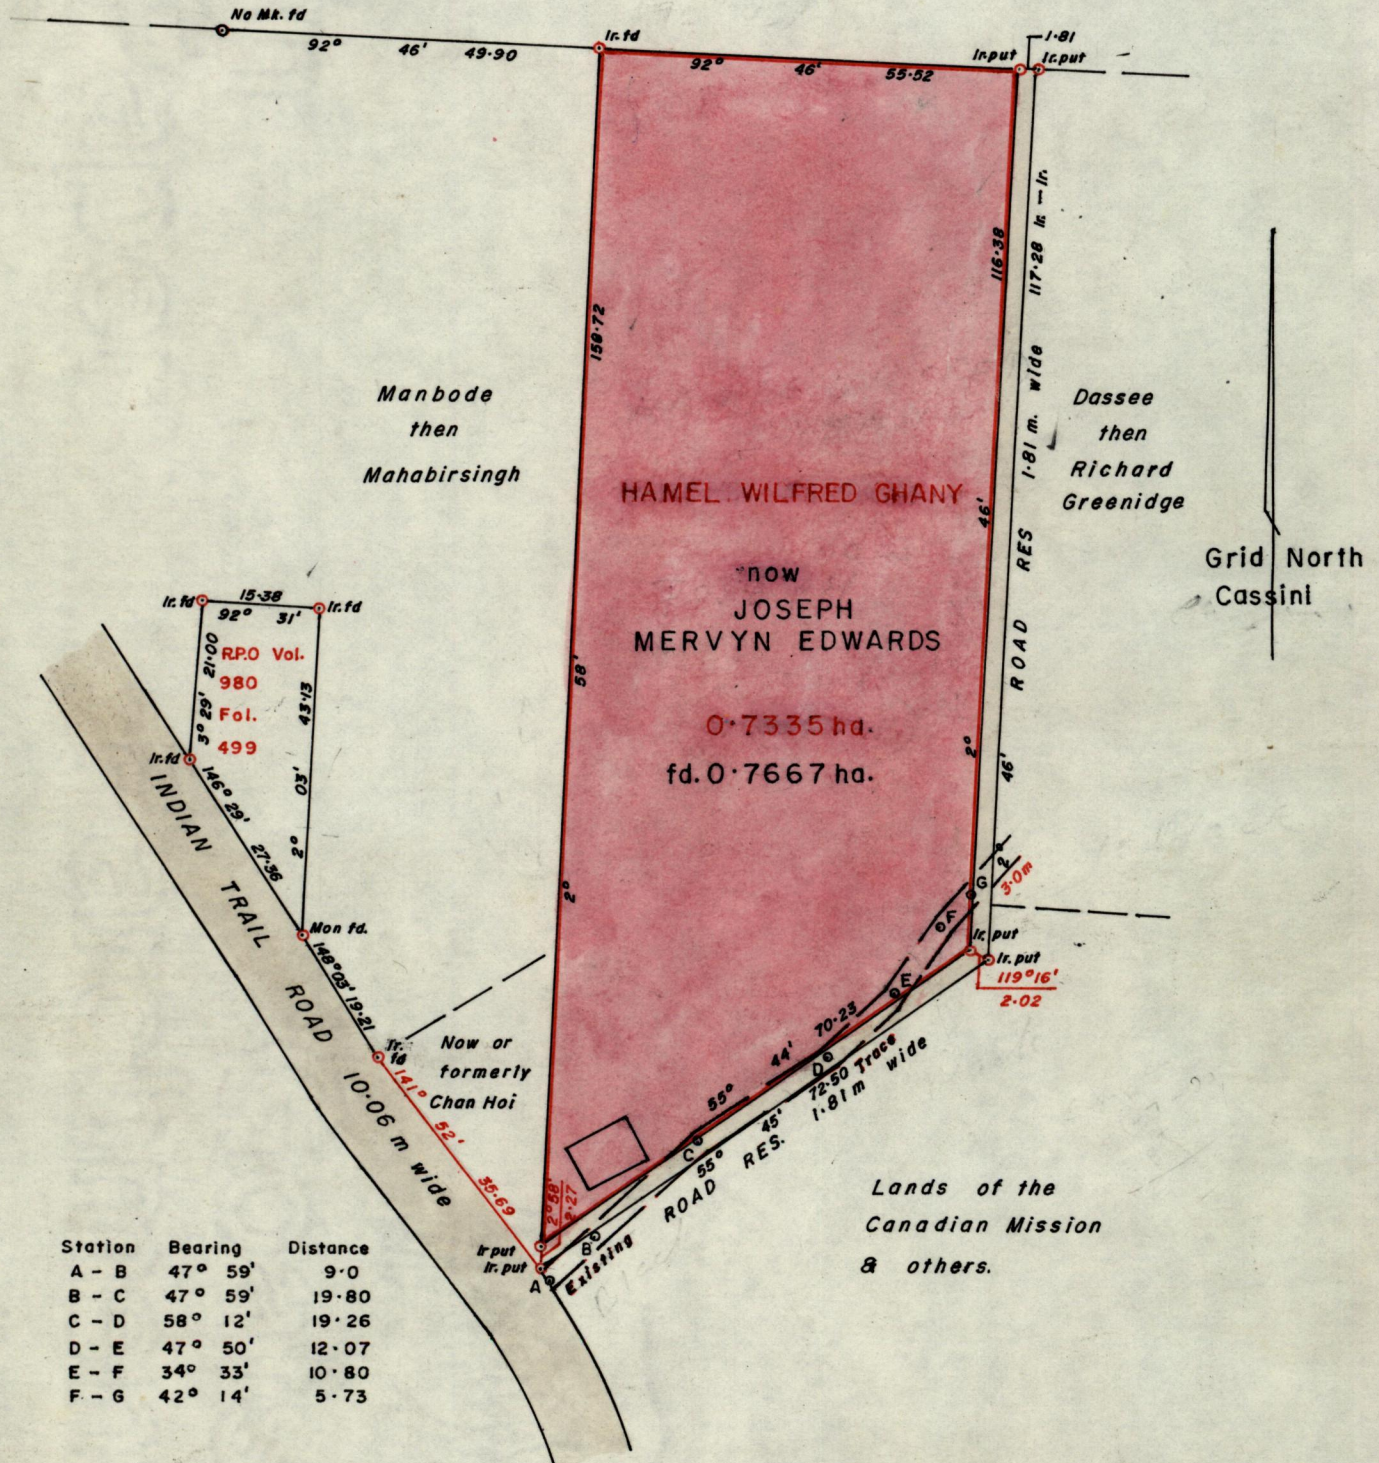 No Mk. fd
92° 46' 49·90
Ir. fd
92° 46' 55·52
Ir. put
1·81
Ir. put
158·72
58'
2°
116·38
46'
2°
117·28 Ir. — Ir.
ROAD RES 1·81 m. wide
46'
2°
Manbode
then
Mahabirsingh
Dassee
then
Richard
Greenidge
Grid North
Cassini
HAMEL WILFRED GHANY
now
JOSEPH
MERVYN EDWARDS
0·7335 ha.
fd. 0·7667 ha.
Ir. fd
15·38
92° 31'
Ir. fd
3° 29' 21·00
R.P.O Vol.
980
Fol.
499
2° 03' 43·13
Ir. fd
146° 29'
27·36
Mon fd.
148° 03' 19·21
Ir.
fd
141° 52' 35·69
INDIAN TRAIL ROAD 10·06 m wide
Now or
formerly
Chan Hoi
G
3·0m
F
Ir. put
Ir. put
119° 16'
2·02
E
55° 44' 70·23
D
C
55° 45' 72·50
Existing Trace
ROAD RES. 1·81 m wide
2° 58'
2·27
B
Ir put
Ir. put
A
Lands of the
Canadian Mission
& others.
Station Bearing Distance
A - B 47° 59' 9·0
B - C 47° 59' 19·80
C - D 58° 12' 19·26
D - E 47° 50' 12·07
E - F 34° 33' 10·80
F - G 42° 14' 5·73